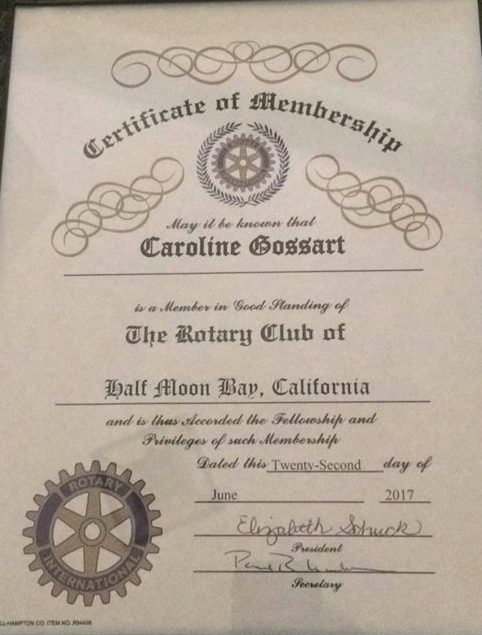 Certificate of Membership
May it be known that
Caroline Gossart
is a Member in Good Standing of
The Rotary Club of
Half Moon Bay, California
and is thus Accorded the Fellowship and
Privileges of such Membership
Dated this Twenty-Second day of
June 2017
Elizabeth Schuck
President
Secretary
ROTARY
INTERNATIONAL